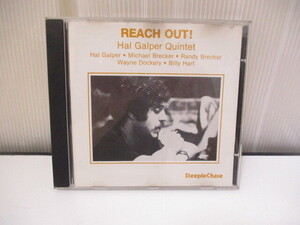 REACH OUT!
Hal Galper Quintet
Hal Galper • Michael Brecker • Randy Brecker
Wayne Dockery • Billy Hart
SteepleChase